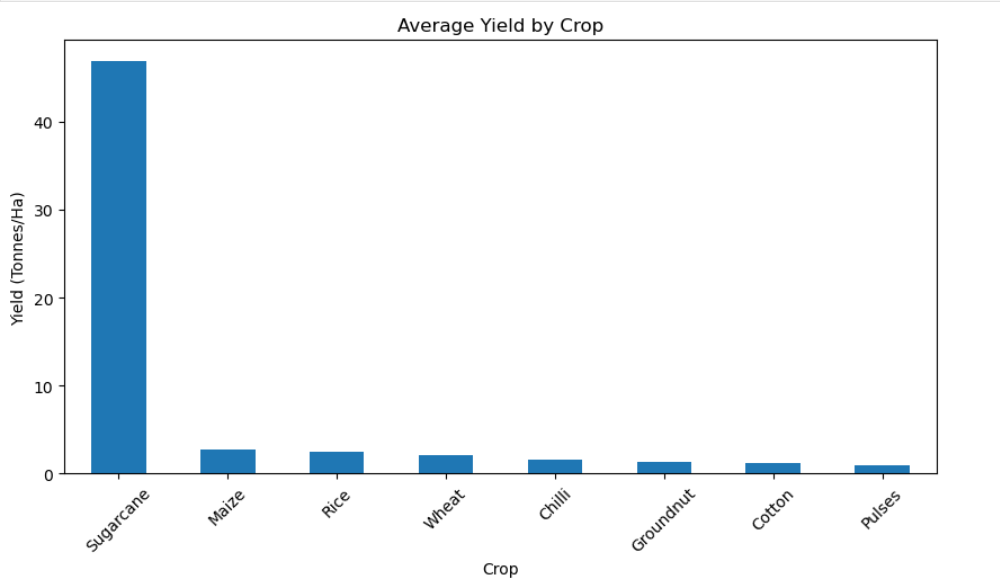 Average Yield by Crop
Yield (Tonnes/Ha)
40
30
20
10
0
Sugarcane
Maize
Rice
Wheat
Chilli
Groundnut
Cotton
Pulses
Crop